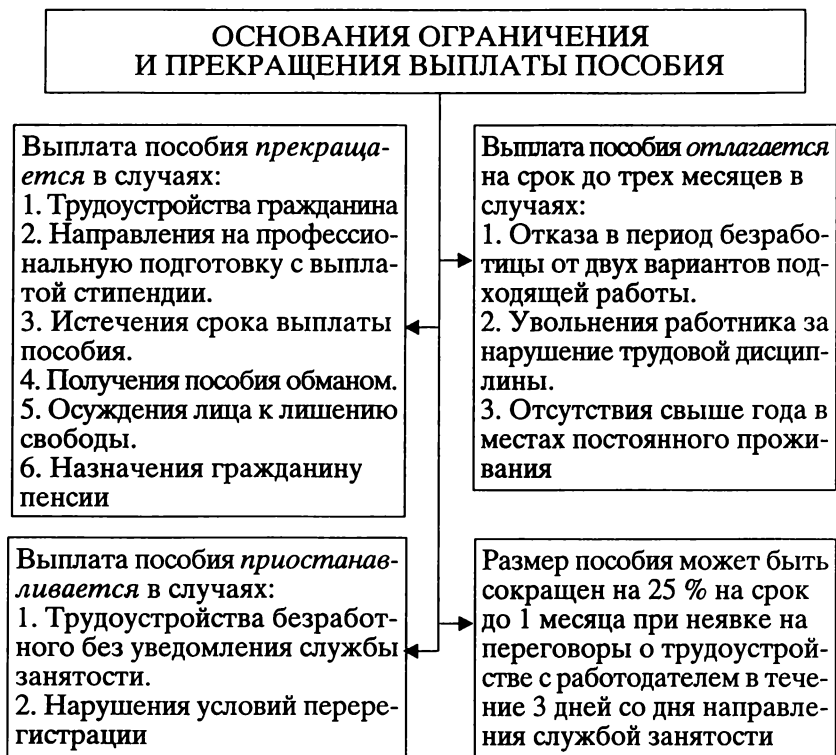 ОСНОВАНИЯ ОГРАНИЧЕНИЯ
И ПРЕКРАЩЕНИЯ ВЫПЛАТЫ ПОСОБИЯ
Выплата пособия прекраща-
ется в случаях:
1. Трудоустройства гражданина
2. Направления на профессио-
нальную подготовку с выпла-
той стипендии.
3. Истечения срока выплаты
пособия.
4. Получения пособия обманом.
5. Осуждения лица к лишению
свободы.
6. Назначения гражданину
пенсии
Выплата пособия отлагается
на срок до трех месяцев в
случаях:
1. Отказа в период безрабо-
тицы от двух вариантов под-
ходящей работы.
2. Увольнения работника за
нарушение трудовой дисцип-
лины.
3. Отсутствия свыше года в
местах постоянного прожи-
вания
Выплата пособия приостанав-
ливается в случаях:
1. Трудоустройства безработ-
ного без уведомления службы
занятости.
2. Нарушения условий перере-
гистрации
Размер пособия может быть
сокращен на 25 % на срок
до 1 месяца при неявке на
переговоры о трудоустрой-
стве с работодателем в тече-
ние 3 дней со дня направле
ния службой занятости